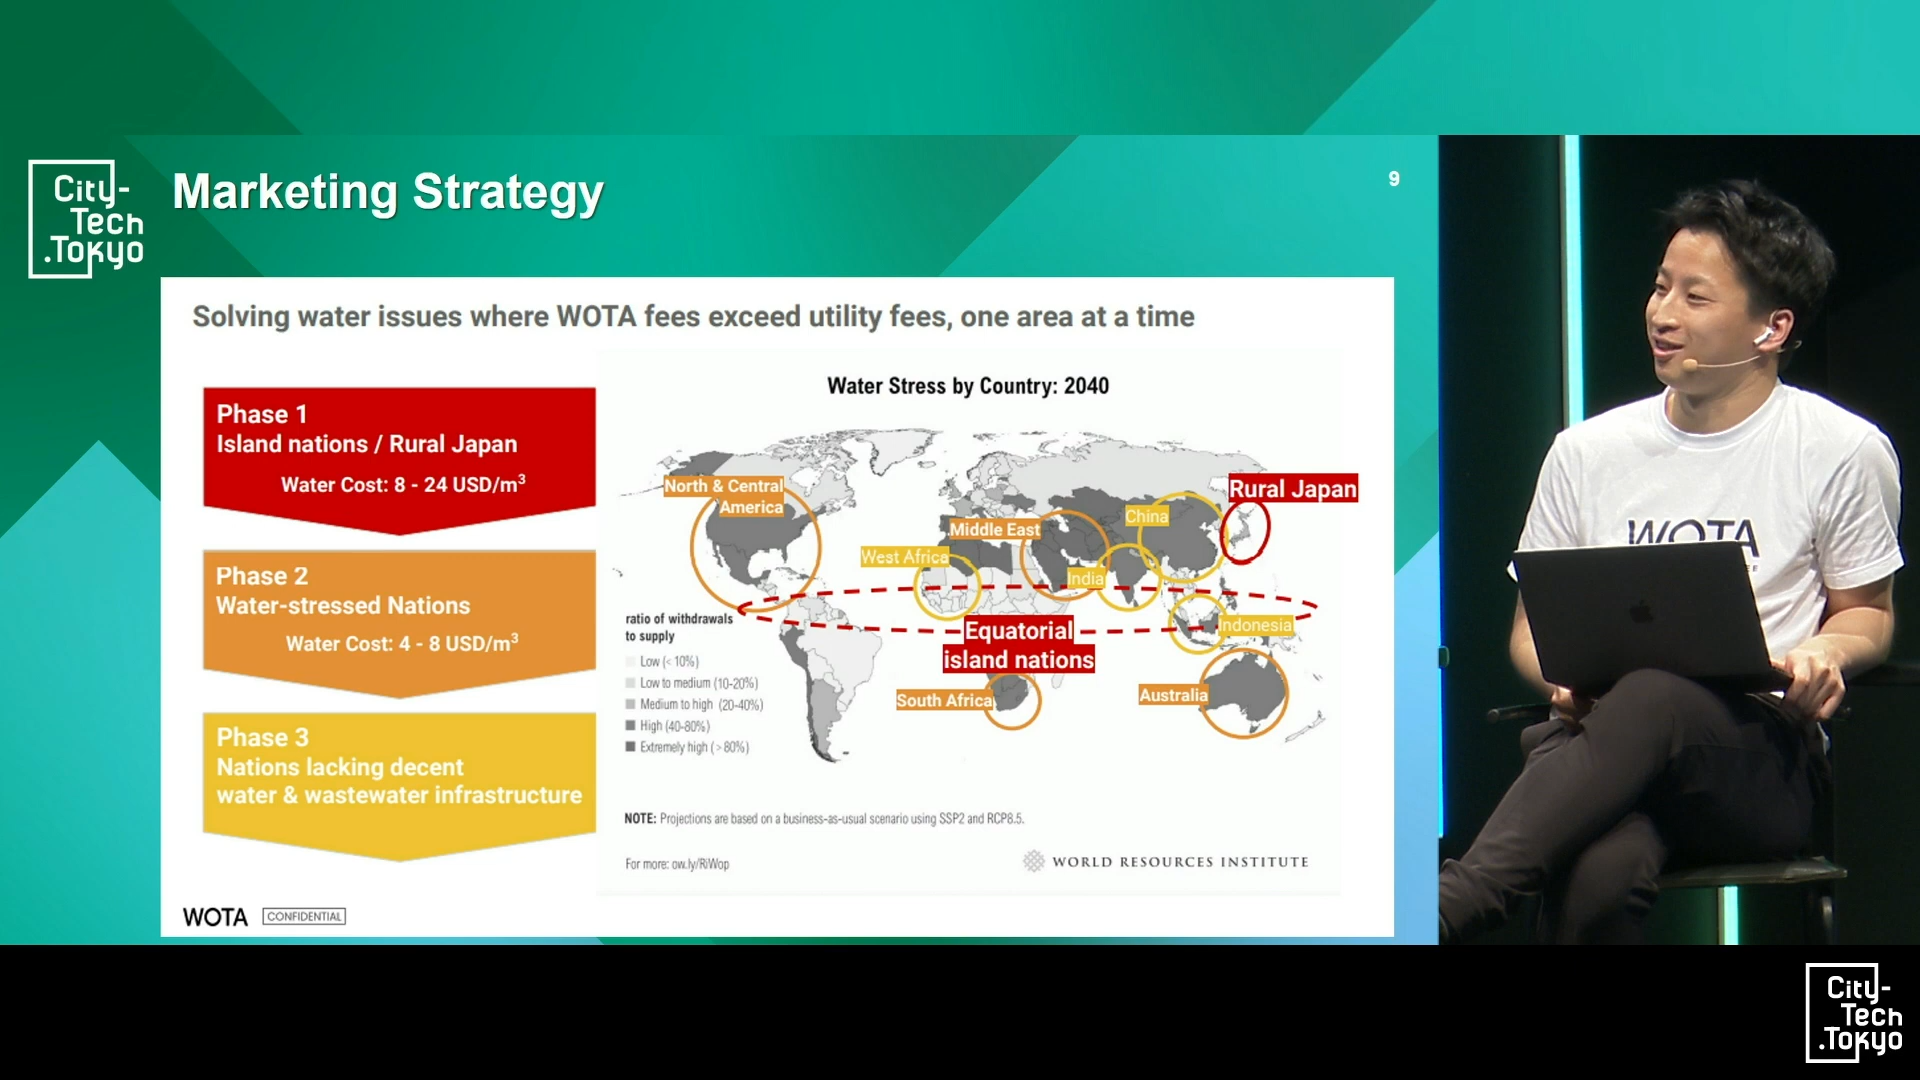 City-
Tech
.Tokyo
Marketing Strategy
9
Solving water issues where WOTA fees exceed utility fees, one area at a time
Phase 1
Island nations / Rural Japan
Water Cost: 8 - 24 USD/m³
Phase 2
Water-stressed Nations
Water Cost: 4 - 8 USD/m³
Phase 3
Nations lacking decent
water & wastewater infrastructure
Water Stress by Country: 2040
North & Central
America
Rural Japan
China
Middle East
West Africa
India
Indonesia
Equatorial
island nations
South Africa
Australia
ratio of withdrawals
to supply
Low (< 10%)
Low to medium (10-20%)
Medium to high (20-40%)
High (40-80%)
Extremely high (> 80%)
NOTE: Projections are based on a business-as-usual scenario using SSP2 and RCP8.5.
For more: ow.ly/RiWop
WORLD RESOURCES INSTITUTE
WOTA
CONFIDENTIAL
WOTA
City-
Tech
.Tokyo